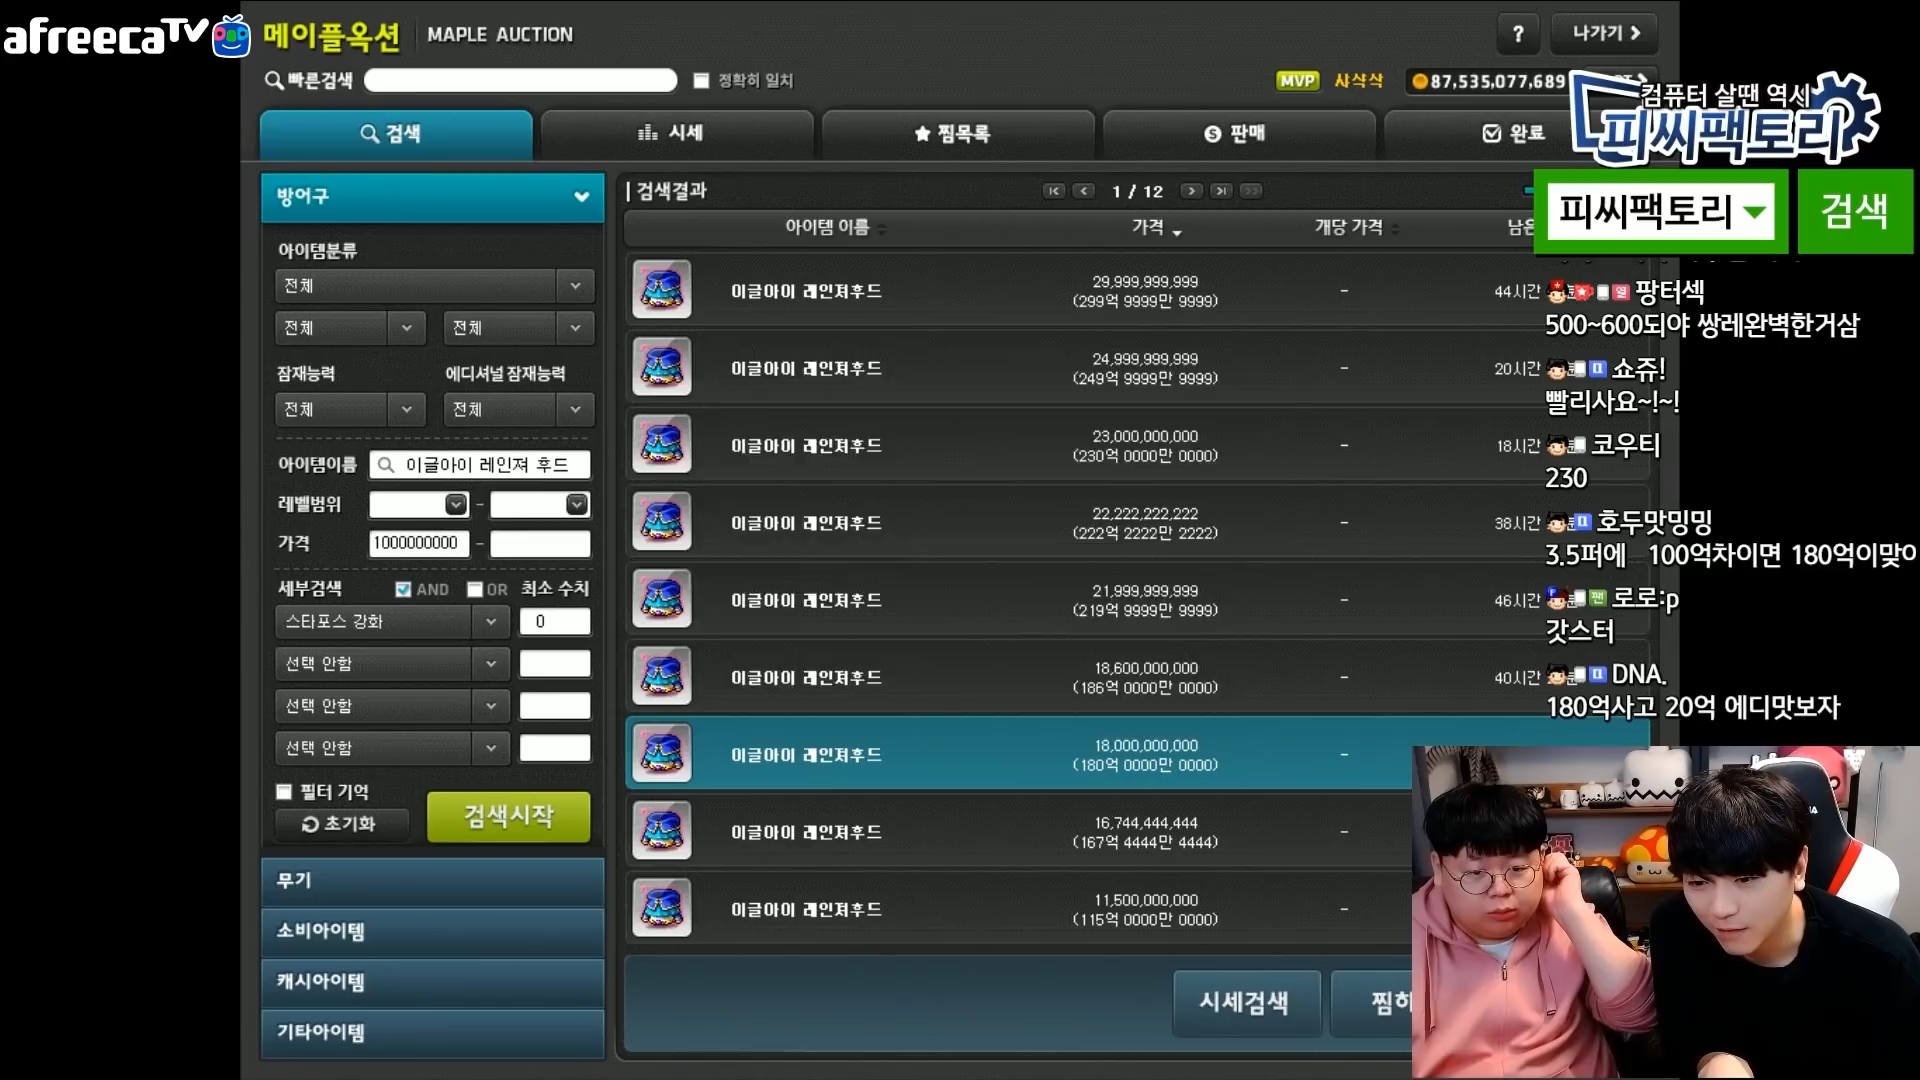 afreecaTV
메이플옥션 MAPLE AUCTION
? 나가기
빠른검색 정확히 일치
MVP 샤샥삭 87,535,077,689
컴퓨터 살땐 역시
피씨팩토리
피씨팩토리 검색
검색 시세 찜목록 판매 완료
방어구
아이템분류
전체
전체 전체
잠재능력 에디셔널 잠재능력
전체 전체
아이템이름 이글아이 레인져 후드
레벨범위 -
가격 1000000000 -
세부검색 AND OR 최소 수치
스타포스 강화 0
선택 안함
선택 안함
선택 안함
필터 기억
초기화 검색시작
무기
소비아이템
캐시아이템
기타아이템
검색결과 1 / 12
아이템 이름 가격 개당 가격 남은
이글아이 레인져후드 29,999,999,999 - 44시간
(299억 9999만 9999)
이글아이 레인져후드 24,999,999,999 - 20시간
(249억 9999만 9999)
이글아이 레인져후드 23,000,000,000 - 18시간
(230억 0000만 0000)
이글아이 레인져후드 22,222,222,222 - 38시간
(222억 2222만 2222)
이글아이 레인져후드 21,999,999,999 - 46시간
(219억 9999만 9999)
이글아이 레인져후드 18,600,000,000 - 40시간
(186억 0000만 0000)
이글아이 레인져후드 18,000,000,000 -
(180억 0000만 0000)
이글아이 레인져후드 16,744,444,444 -
(167억 4444만 4444)
이글아이 레인져후드 11,500,000,000 -
(115억 0000만 0000)
시세검색 찜하
열 팡터섹
500~600되야 쌍레완벽한거삼
쇼쥬!
빨리사요~!~!
코우티
230
호두맛밍밍
3.5퍼에 100억차이면 180억이맞
팬 로로:p
갓스터
DNA.
180억사고 20억 에디맛보자